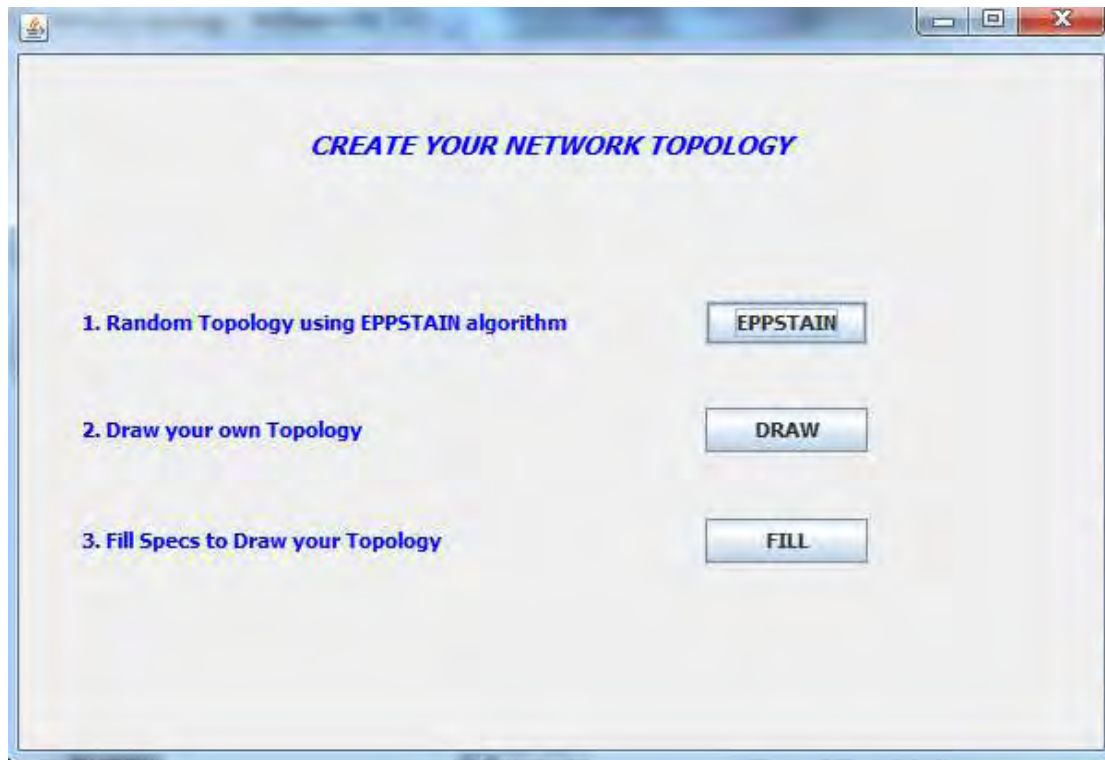 CREATE YOUR NETWORK TOPOLOGY
1. Random Topology using EPPSTAIN algorithm
EPPSTAIN
2. Draw your own Topology
DRAW
3. Fill Specs to Draw your Topology
FILL